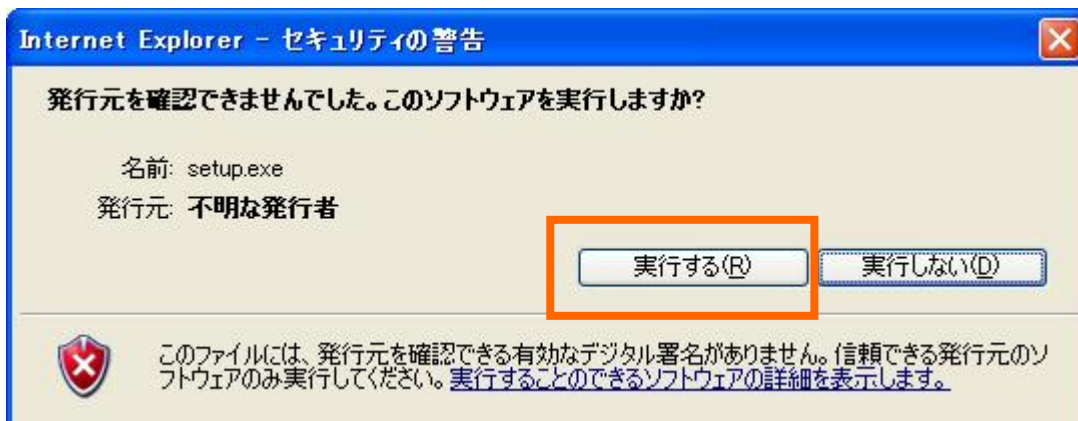 Internet Explorer - セキュリティの警告
発行元を確認できませんでした。このソフトウェアを実行しますか?
名前: setup.exe
発行元: 不明な発行者
実行する(R) 実行しない(D)
このファイルには、発行元を確認できる有効なデジタル署名がありません。信頼できる発行元のソ
フトウェアのみ実行してください。実行することのできるソフトウェアの詳細を表示します。